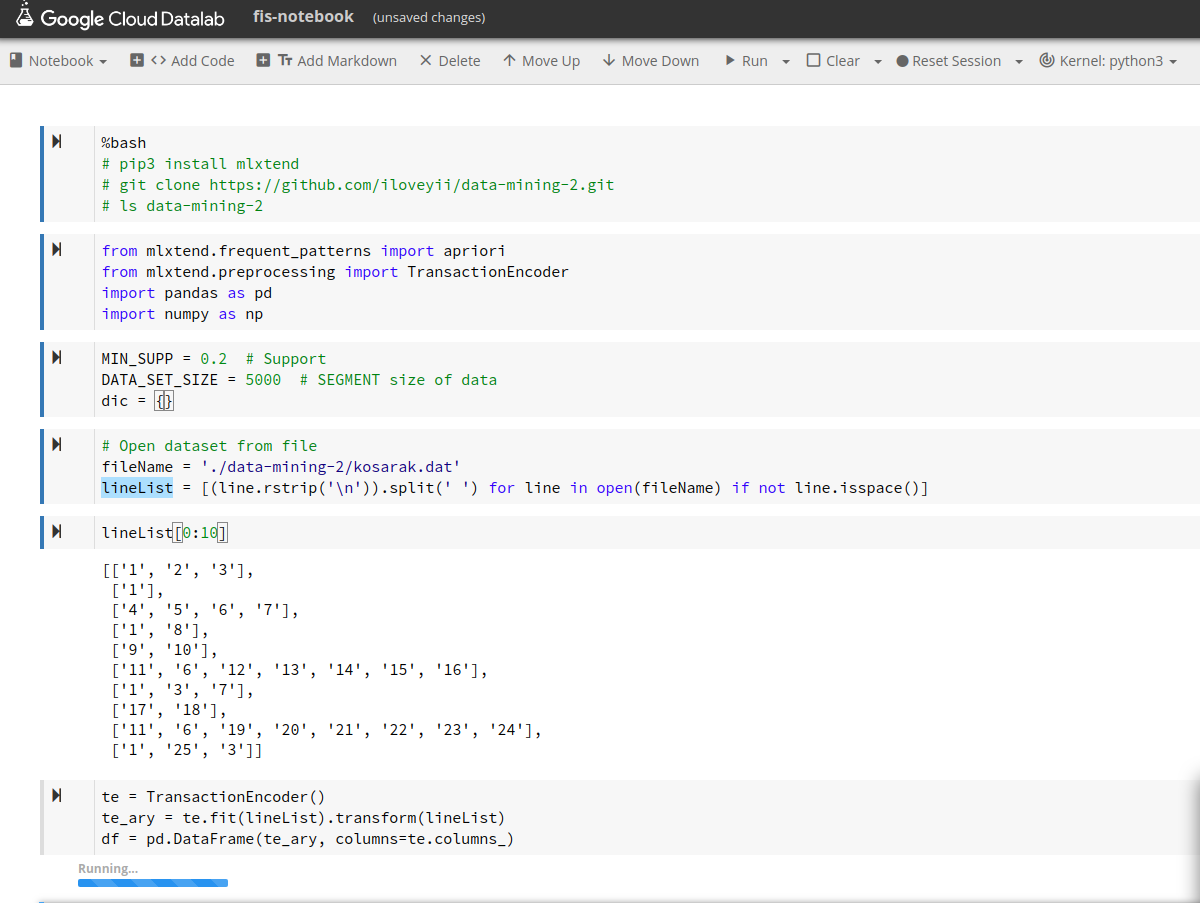 Google Cloud Datalab fis-notebook (unsaved changes)
Notebook <> Add Code Tr Add Markdown Delete Move Up Move Down Run Clear Reset Session Kernel: python3
%bash
# pip3 install mlxtend
# git clone https://github.com/iloveyii/data-mining-2.git
# ls data-mining-2
from mlxtend.frequent_patterns import apriori
from mlxtend.preprocessing import TransactionEncoder
import pandas as pd
import numpy as np
MIN_SUPP = 0.2  # Support
DATA_SET_SIZE = 5000  # SEGMENT size of data
dic = {}
# Open dataset from file
fileName = './data-mining-2/kosarak.dat'
lineList = [(line.rstrip('\n')).split(' ') for line in open(fileName) if not line.isspace()]
lineList[0:10]
[['1', '2', '3'],
['1'],
['4', '5', '6', '7'],
['1', '8'],
['9', '10'],
['11', '6', '12', '13', '14', '15', '16'],
['1', '3', '7'],
['17', '18'],
['11', '6', '19', '20', '21', '22', '23', '24'],
['1', '25', '3']]
te = TransactionEncoder()
te_ary = te.fit(lineList).transform(lineList)
df = pd.DataFrame(te_ary, columns=te.columns_)
Running...